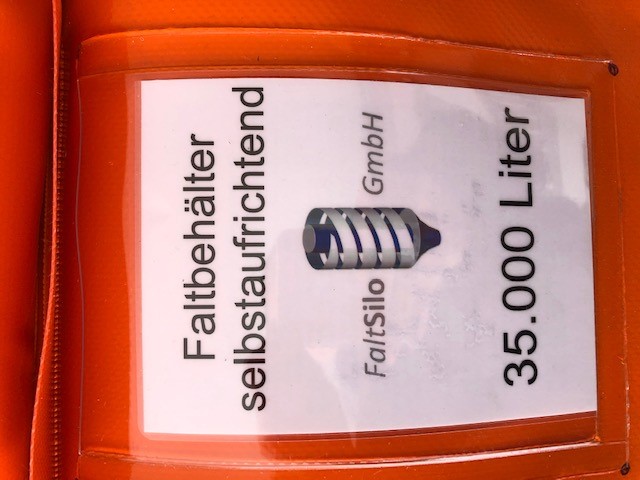 Faltbehälter
selbstaufrichtend
FaltSilo GmbH
35.000 Liter